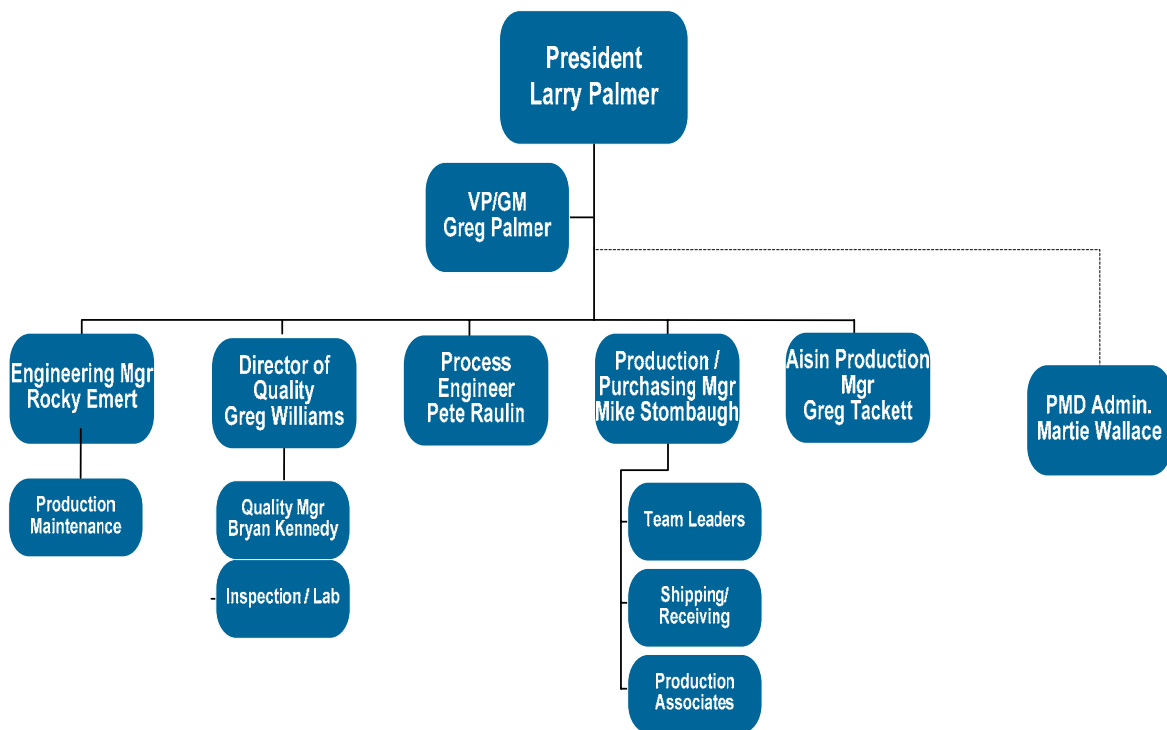 President
Larry Palmer
VP/GM
Greg Palmer
Engineering Mgr
Rocky Emert
Director of
Quality
Greg Williams
Process
Engineer
Pete Raulin
Production /
Purchasing Mgr
Mike Stombaugh
Aisin Production
Mgr
Greg Tackett
PMD Admin.
Martie Wallace
Production
Maintenance
Quality Mgr
Bryan Kennedy
Inspection / Lab
Team Leaders
Shipping/
Receiving
Production
Associates